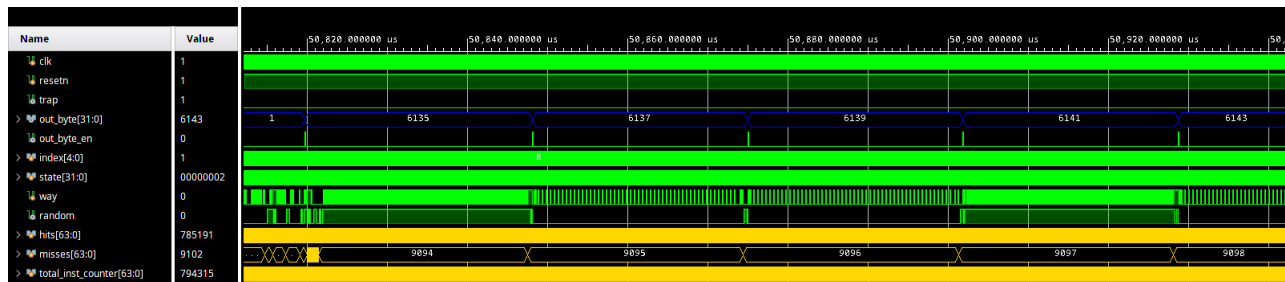 Name Value
50,820.000000 us 50,840.000000 us 50,860.000000 us 50,880.000000 us 50,900.000000 us 50,920.000000 us 50,
clk 1
resetn 1
trap 1
out_byte[31:0] 6143 1 6135 6137 6139 6141 6143
out_byte_en 0
index[4:0] 1 8
state[31:0] 00000002
way 0
random 0
hits[63:0] 785191
misses[63:0] 9102 ... . . . 9094 9095 9096 9097 9098
total_inst_counter[63:0] 794315